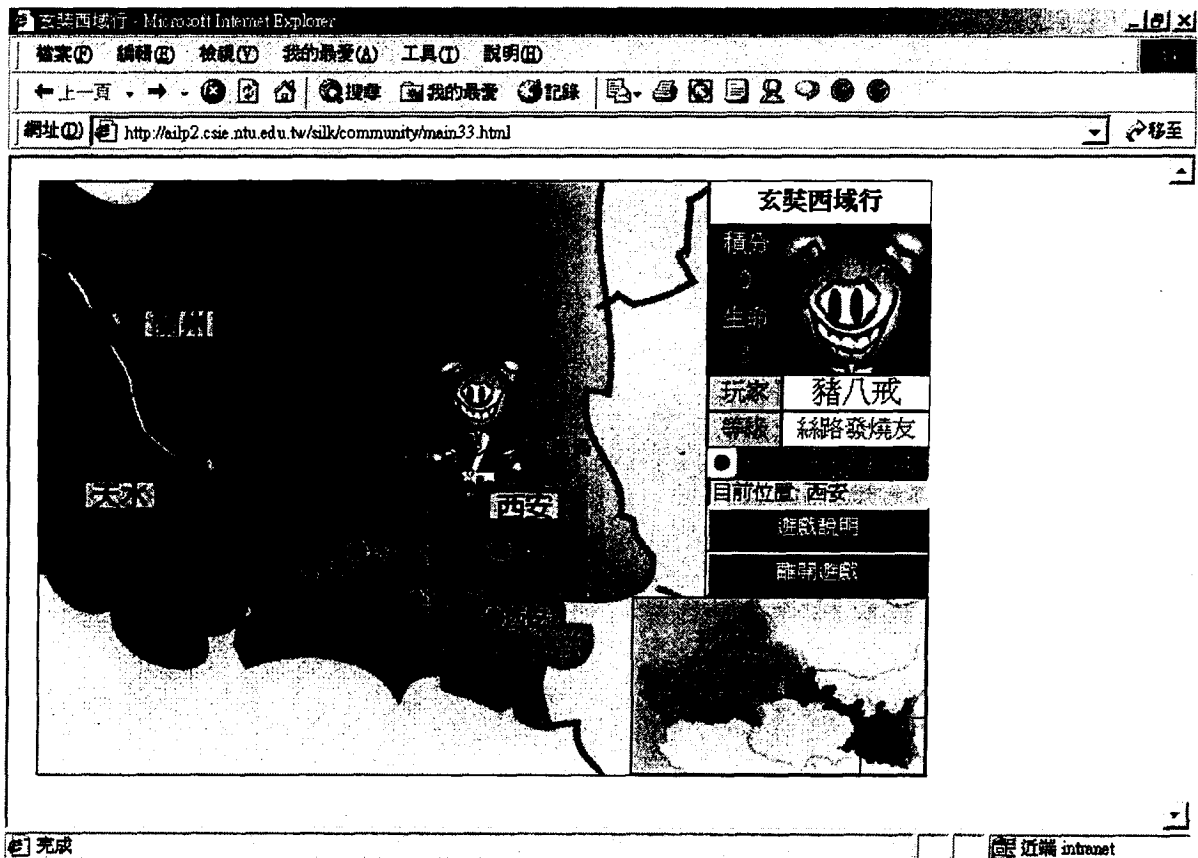 玄奘西域行 - Microsoft Internet Explorer
檔案(F) 編輯(E) 檢視(V) 我的最愛(A) 工具(T) 說明(H)
上一頁 搜尋 我的最愛 記錄
網址(D) http://ailp2.csie.ntu.edu.tw/silk/community/main33.html 移至
玄奘西域行
積分
0
生命
玩家 豬八戒
等級 絲路發燒友
目前位置: 西安
遊戲說明
離開遊戲
天水
西安
完成 近端 intranet